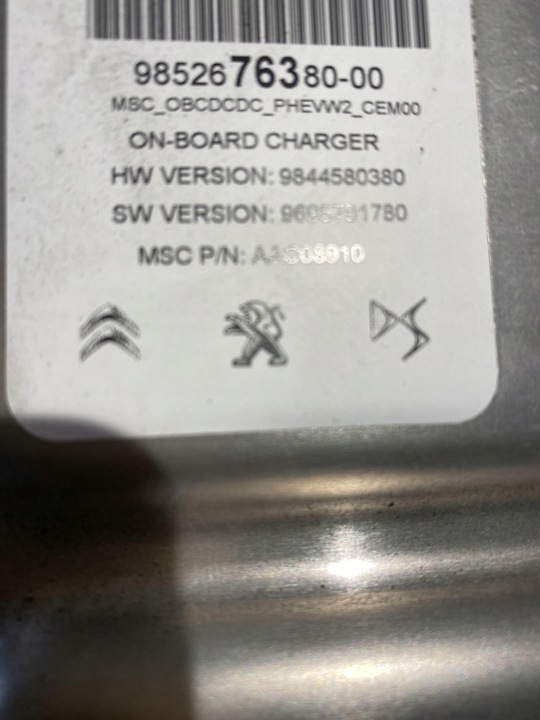 9852676380-00
MSC_OBCDCDC_PHEVW2_CEM00
ON-BOARD CHARGER
HW VERSION: 9844580380
SW VERSION:
MSC P/N: